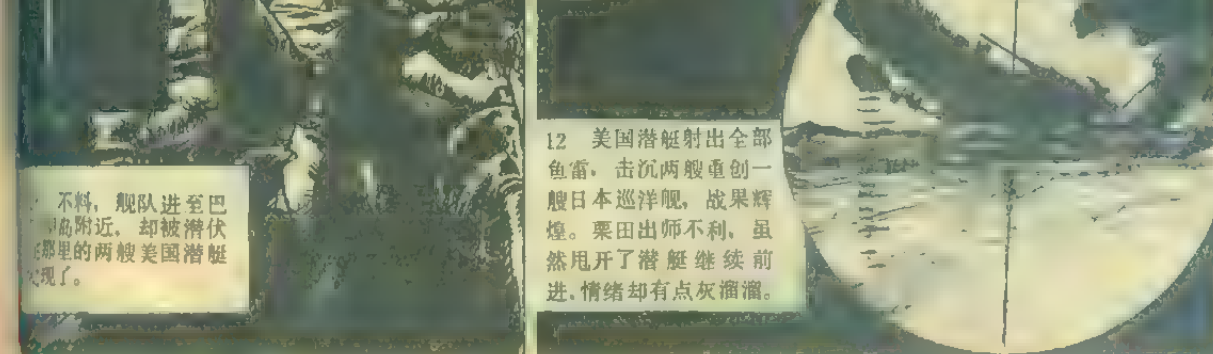 不料，舰队进至巴
岛附近，却被潜伏
那里的两艘美国潜艇
现了。
12 美国潜艇射出全部
鱼雷，击沉两艘重创一
艘日本巡洋舰，战果辉
煌。栗田出师不利，虽
然甩开了潜艇继续前
进，情绪却有点灰溜溜。